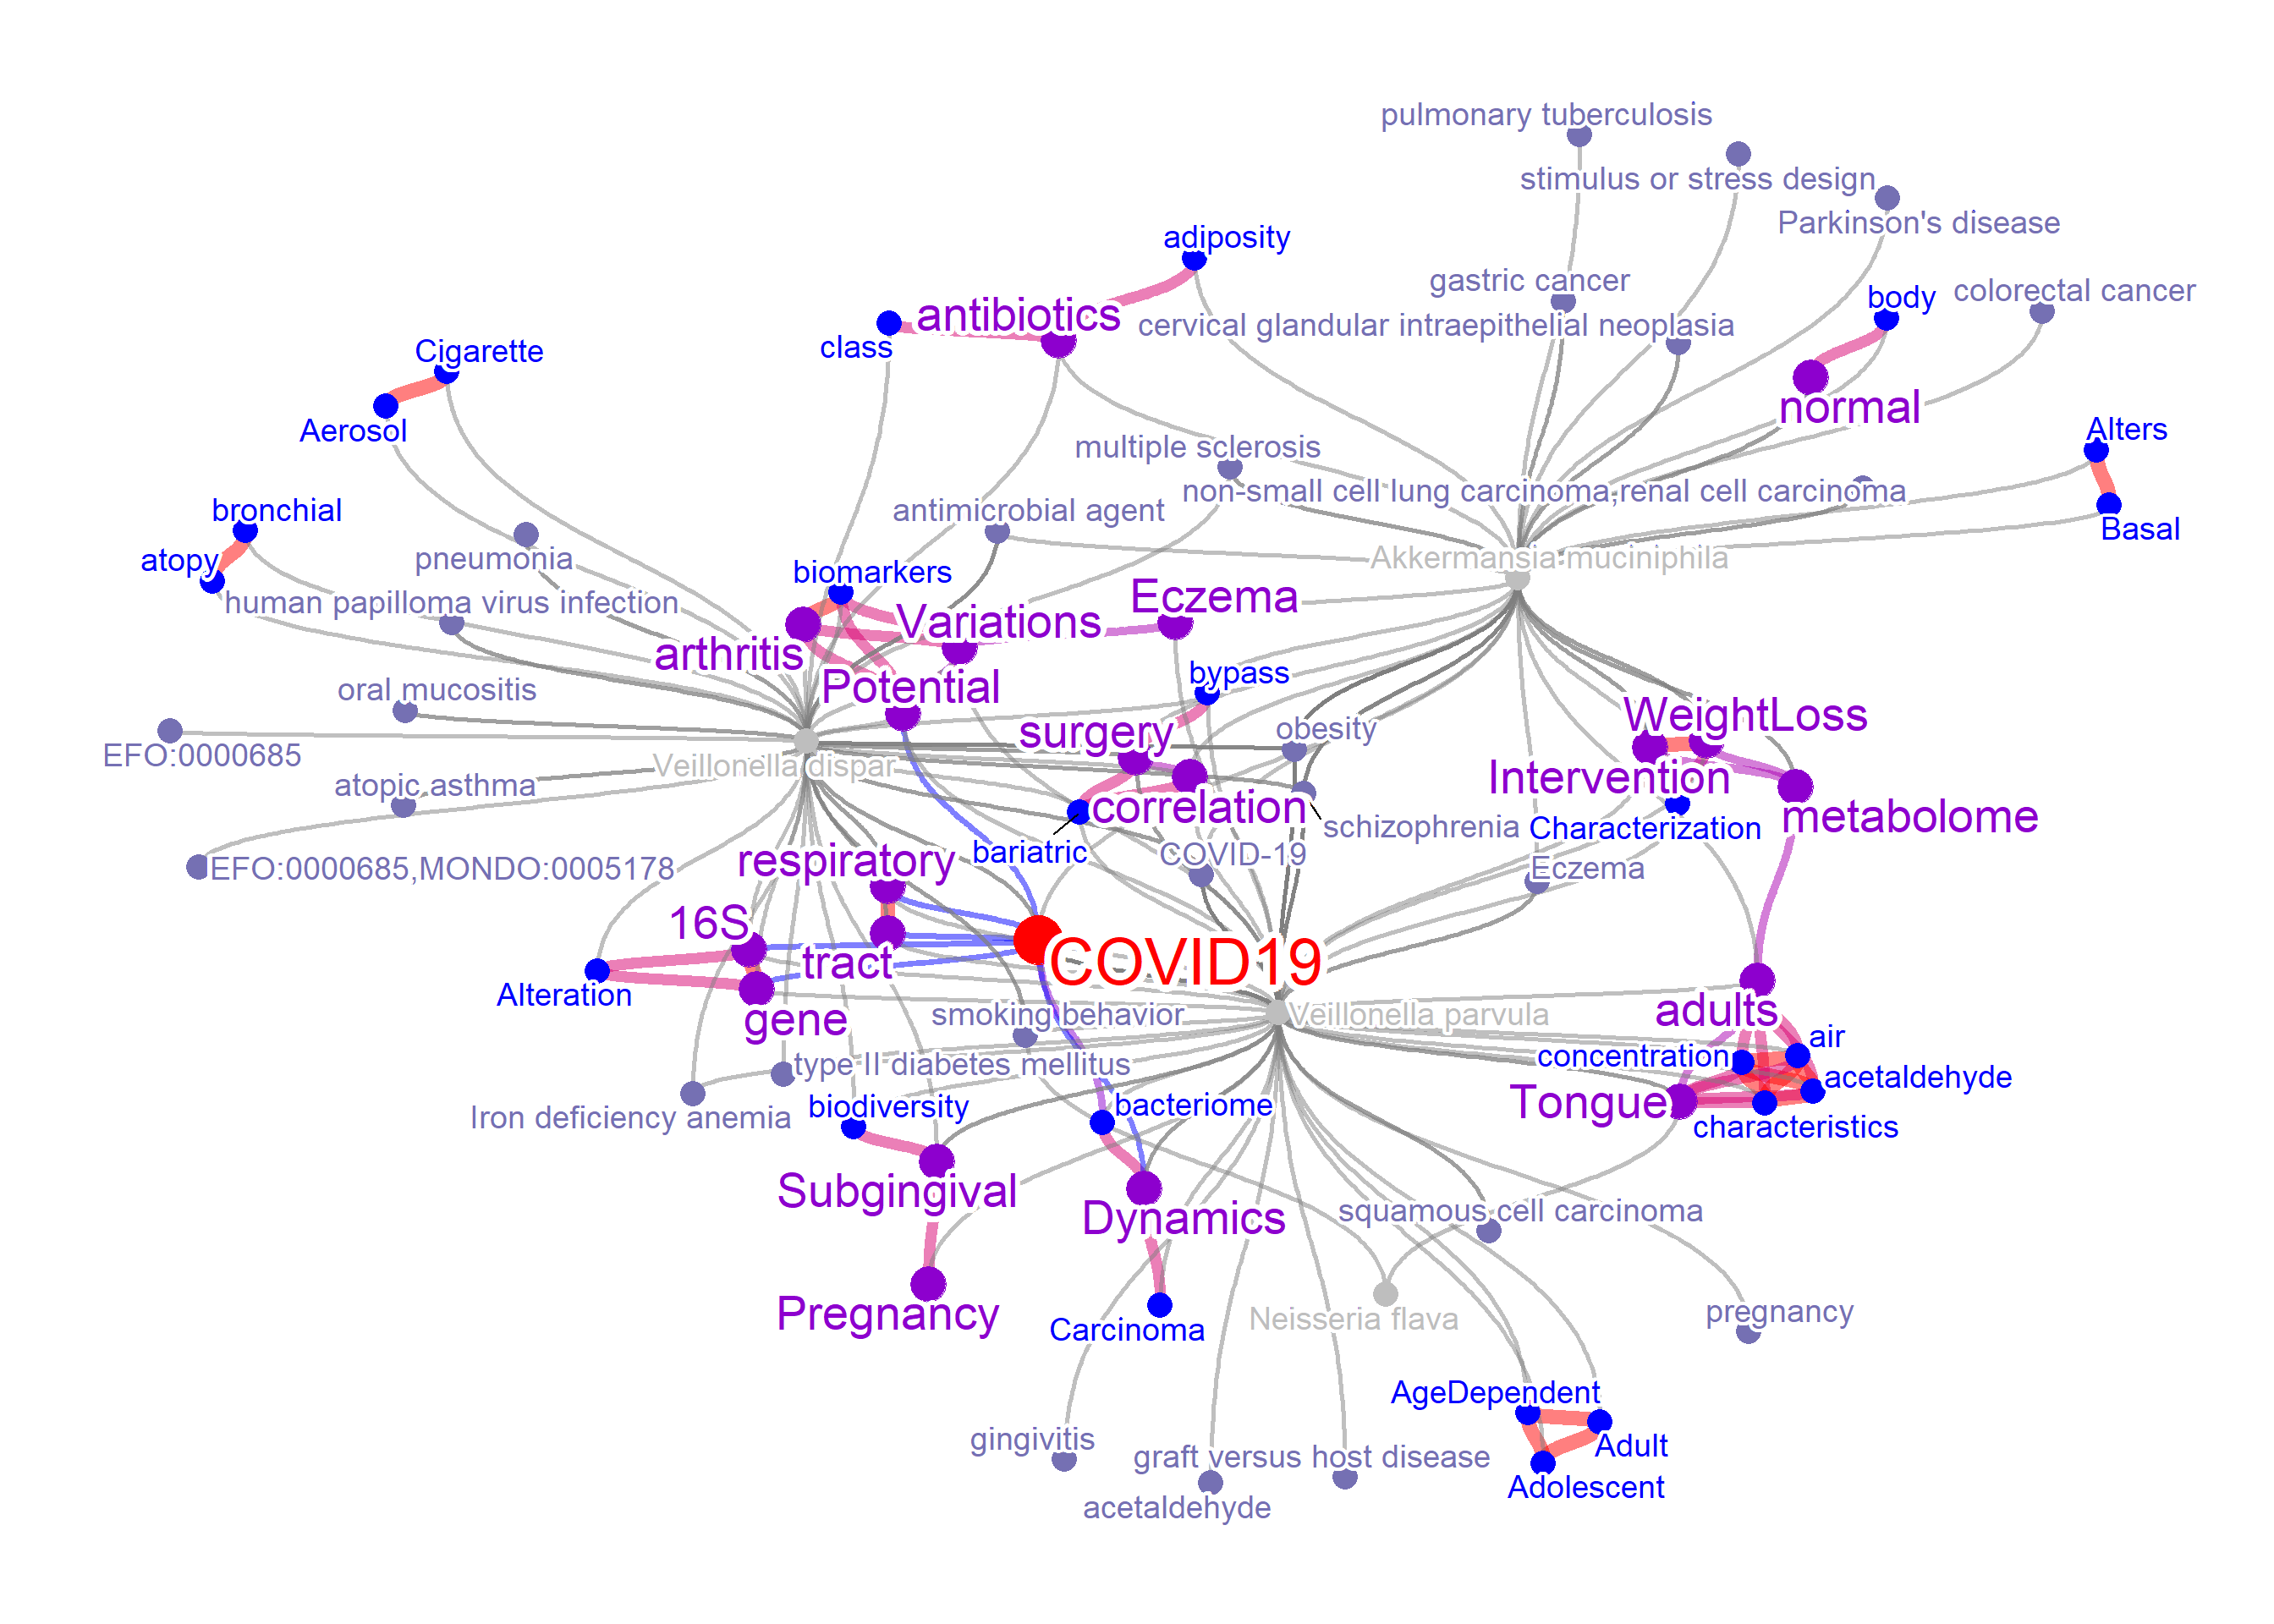 pulmonary tuberculosis
stimulus or stress design
Parkinson's disease
adiposity
gastric cancer
body
colorectal cancer
antibiotics
cervical glandular intraepithelial neoplasia
class
Cigarette
normal
Aerosol
Alters
multiple sclerosis
non-small cell lung carcinoma,renal cell carcinoma
bronchial
antimicrobial agent
Basal
pneumonia
atopy
Akkermansia muciniphila
biomarkers
human papilloma virus infection
Eczema
Variations
arthritis
bypass
oral mucositis
Potential
WeightLoss
surgery
obesity
EFO:0000685
Veillonella dispar
Intervention
atopic asthma
correlation
metabolome
schizophrenia
Characterization
bariatric
COVID-19
respiratory
EFO:0000685,MONDO:0005178
Eczema
16S
tract
COVID19
Alteration
gene
smoking behavior
Veillonella parvula
adults
air
concentration
type II diabetes mellitus
acetaldehyde
Iron deficiency anemia
biodiversity
bacteriome
Tongue
characteristics
Subgingival
Dynamics
squamous cell carcinoma
Pregnancy
Carcinoma
Neisseria flava
pregnancy
AgeDependent
gingivitis
Adult
graft versus host disease
Adolescent
acetaldehyde